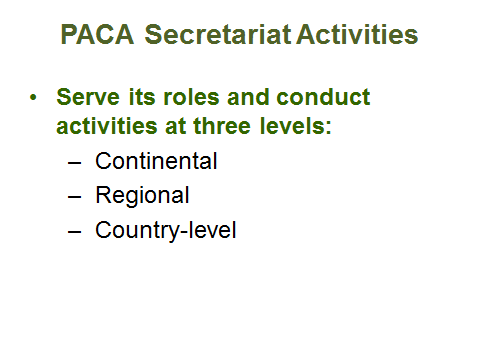 PACA Secretariat Activities
• Serve its roles and conduct
activities at three levels:
– Continental
– Regional
– Country-level